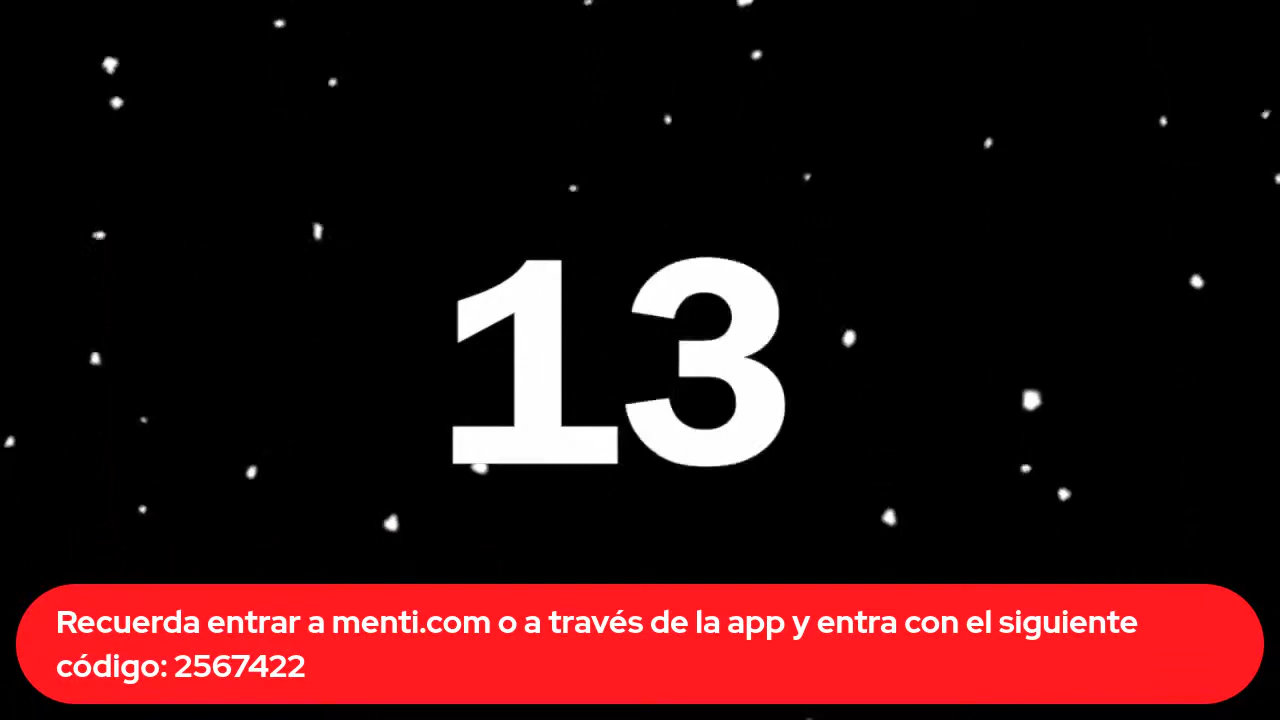 13
Recuerda entrar a menti.com o a través de la app y entra con el siguiente
código: 2567422